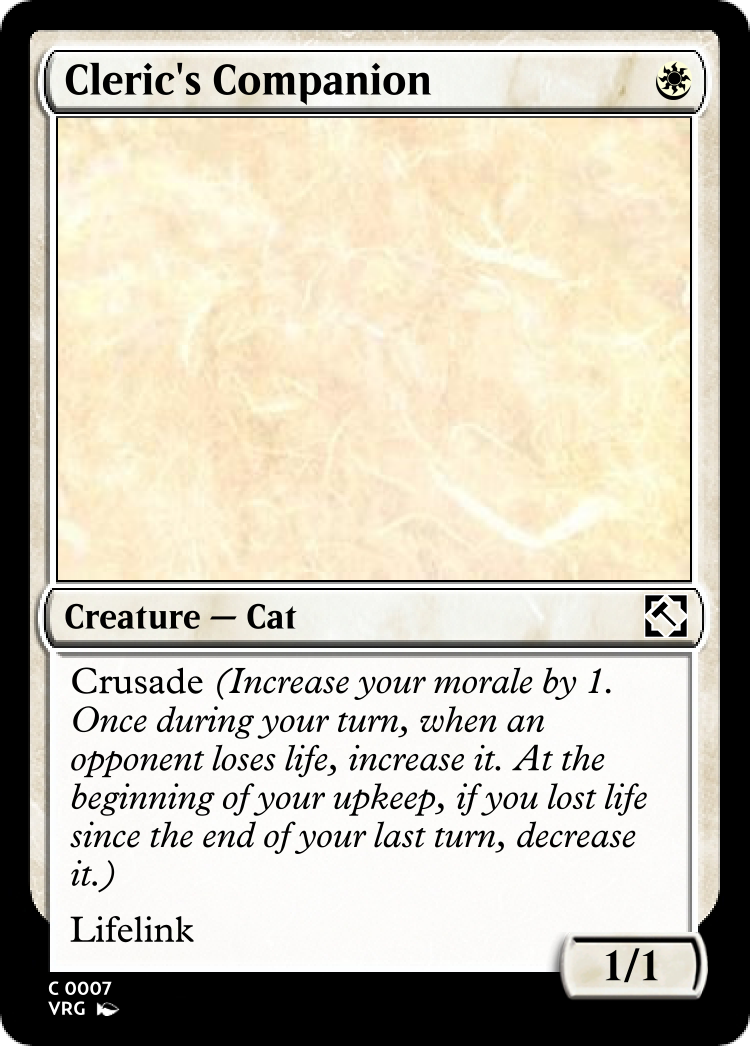 Cleric's Companion
Creature — Cat
Crusade (Increase your morale by 1.
Once during your turn, when an
opponent loses life, increase it. At the
beginning of your upkeep, if you lost life
since the end of your last turn, decrease
it.)
Lifelink
1/1
C 0007
VRG